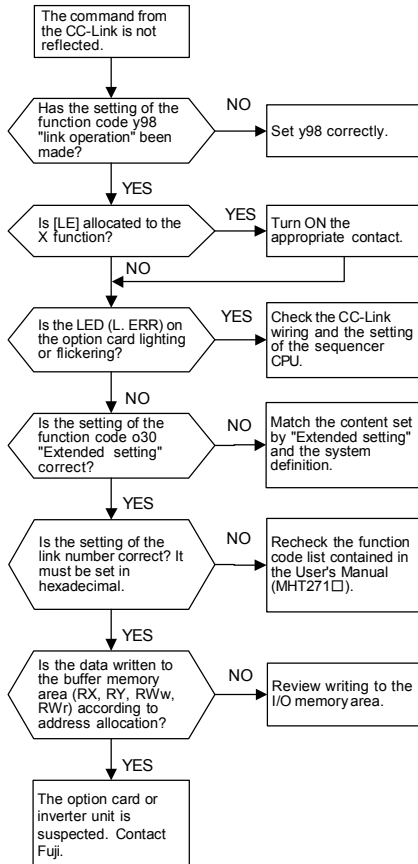 The command from
the CC-Link is not
reflected.
Has the setting of the
function code y98
"link operation" been
made?
NO
Set y98 correctly.
YES
Is [LE] allocated to the
X function?
YES
Turn ON the
appropriate contact.
NO
Is the LED (L. ERR) on
the option card lighting
or flickering?
YES
Check the CC-Link
wiring and the setting
of the sequencer
CPU.
NO
Is the setting of the
function code o30
"Extended setting"
correct?
NO
Match the content set
by "Extended setting"
and the system
definition.
YES
Is the setting of the
link number correct? It
must be set in
hexadecimal.
NO
Recheck the function
code list contained in
the User's Manual
(MHT271□).
YES
Is the data written to
the buffer memory
area (RX, RY, RWw,
RWr) according to
address allocation?
NO
Review writing to the
I/O memory area.
YES
The option card or
inverter unit is
suspected. Contact
Fuji.